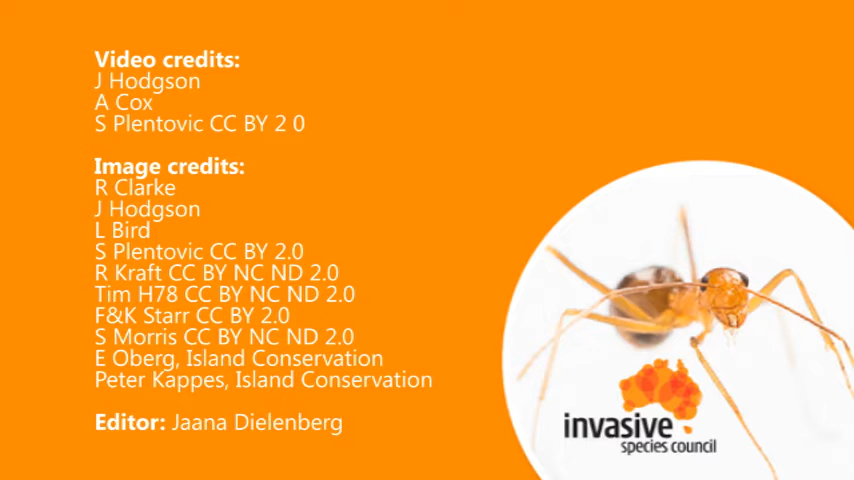 Video credits:
J Hodgson
A Cox
S Plentovic CC BY 2 0
Image credits:
R Clarke
J Hodgson
L Bird
S Plentovic CC BY 2.0
R Kraft CC BY NC ND 2.0
Tim H78 CC BY NC ND 2.0
F&K Starr CC BY 2.0
S Morris CC BY NC ND 2.0
E Oberg, Island Conservation
Peter Kappes, Island Conservation
Editor: Jaana Dielenberg
invasive
species council